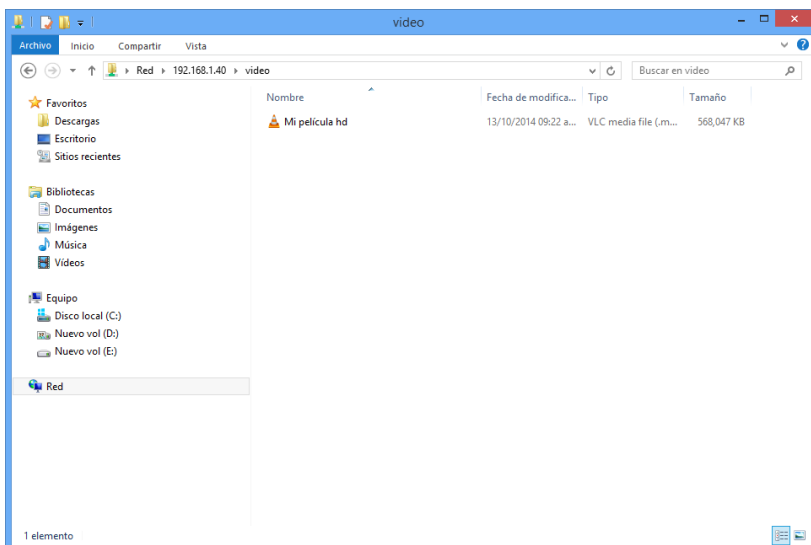 video
Archivo Inicio Compartir Vista
Red 192.168.1.40 video Buscar en video
Nombre Fecha de modifica... Tipo Tamaño
Mi película hd 13/10/2014 09:22 a... VLC media file (.m... 568,047 KB
Favoritos
Descargas
Escritorio
Sitios recientes
Bibliotecas
Documentos
Imágenes
Música
Vídeos
Equipo
Disco local (C:)
Nuevo vol (D:)
Nuevo vol (E:)
Red
1 elemento